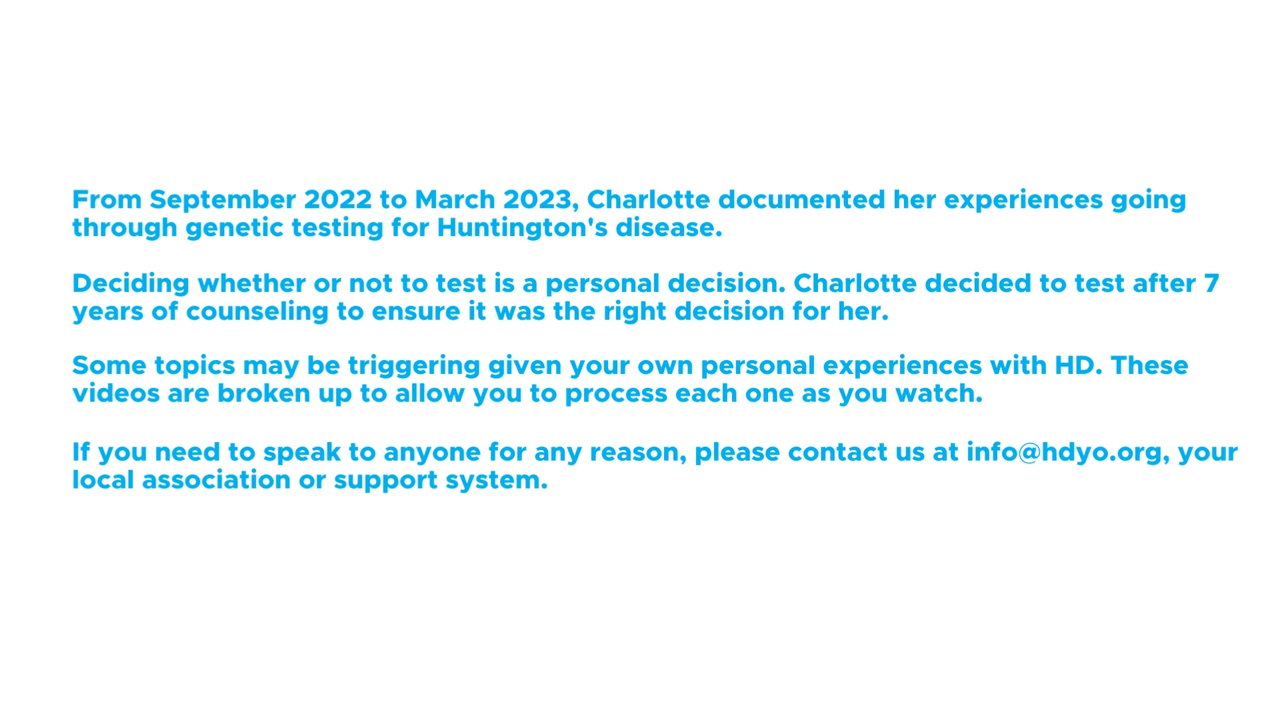 From September 2022 to March 2023, Charlotte documented her experiences going
through genetic testing for Huntington's disease.
Deciding whether or not to test is a personal decision. Charlotte decided to test after 7
years of counseling to ensure it was the right decision for her.
Some topics may be triggering given your own personal experiences with HD. These
videos are broken up to allow you to process each one as you watch.
If you need to speak to anyone for any reason, please contact us at info@hdyo.org, your
local association or support system.